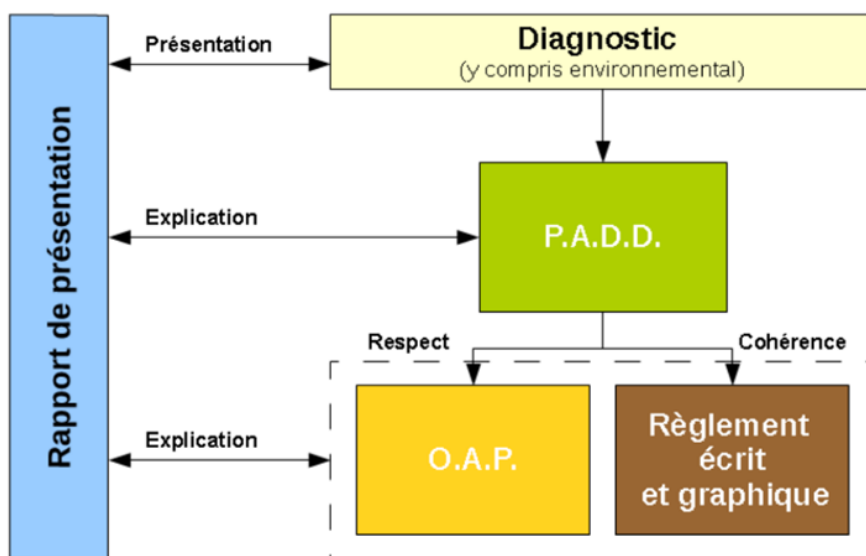 Rapport de présentation
Présentation
Diagnostic
(y compris environnemental)
Explication
P.A.D.D.
Respect
Cohérence
Explication
O.A.P.
Règlement
écrit
et graphique